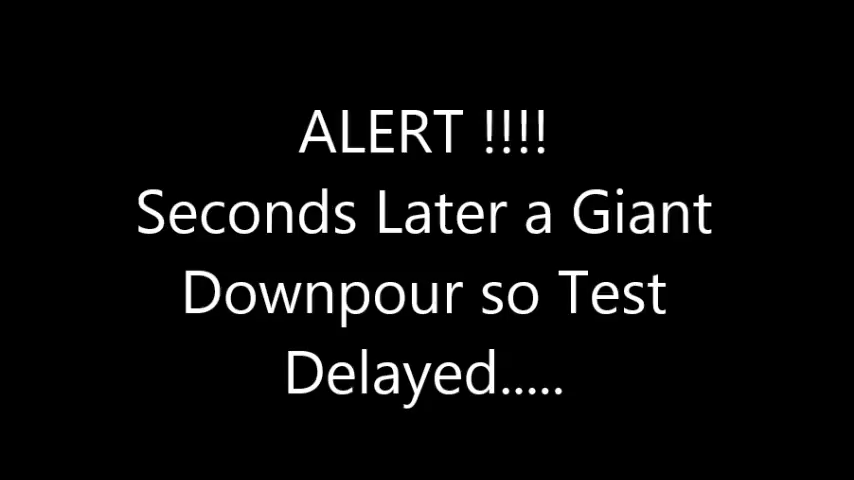 ALERT !!!!
Seconds Later a Giant
Downpour so Test
Delayed.....